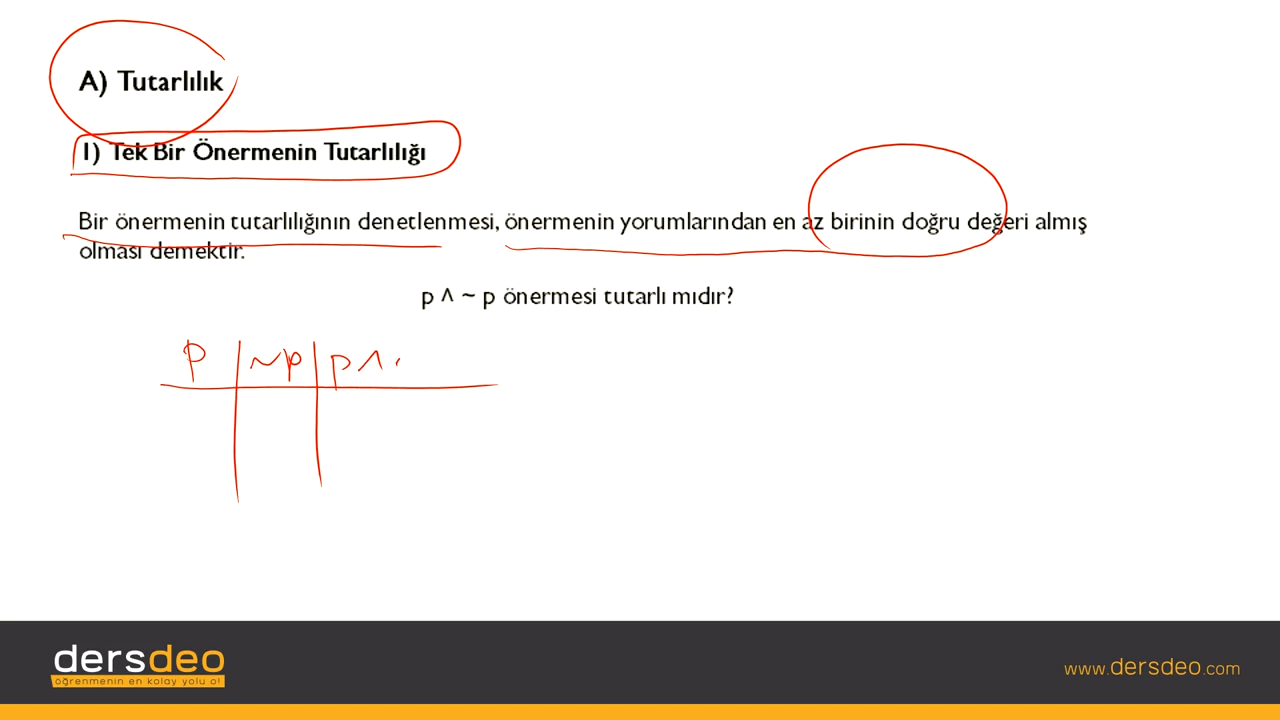 A) Tutarlılık
1) Tek Bir Önermenin Tutarlılığı
Bir önermenin tutarlılığının denetlenmesi, önermenin yorumlarından en az birinin doğru değeri almış
olması demektir.
p ^ ~ p önermesi tutarlı mıdır?
p ~p p ^
dersdeo
öğrenmenin en kolay yolu o!
www.dersdeo.com